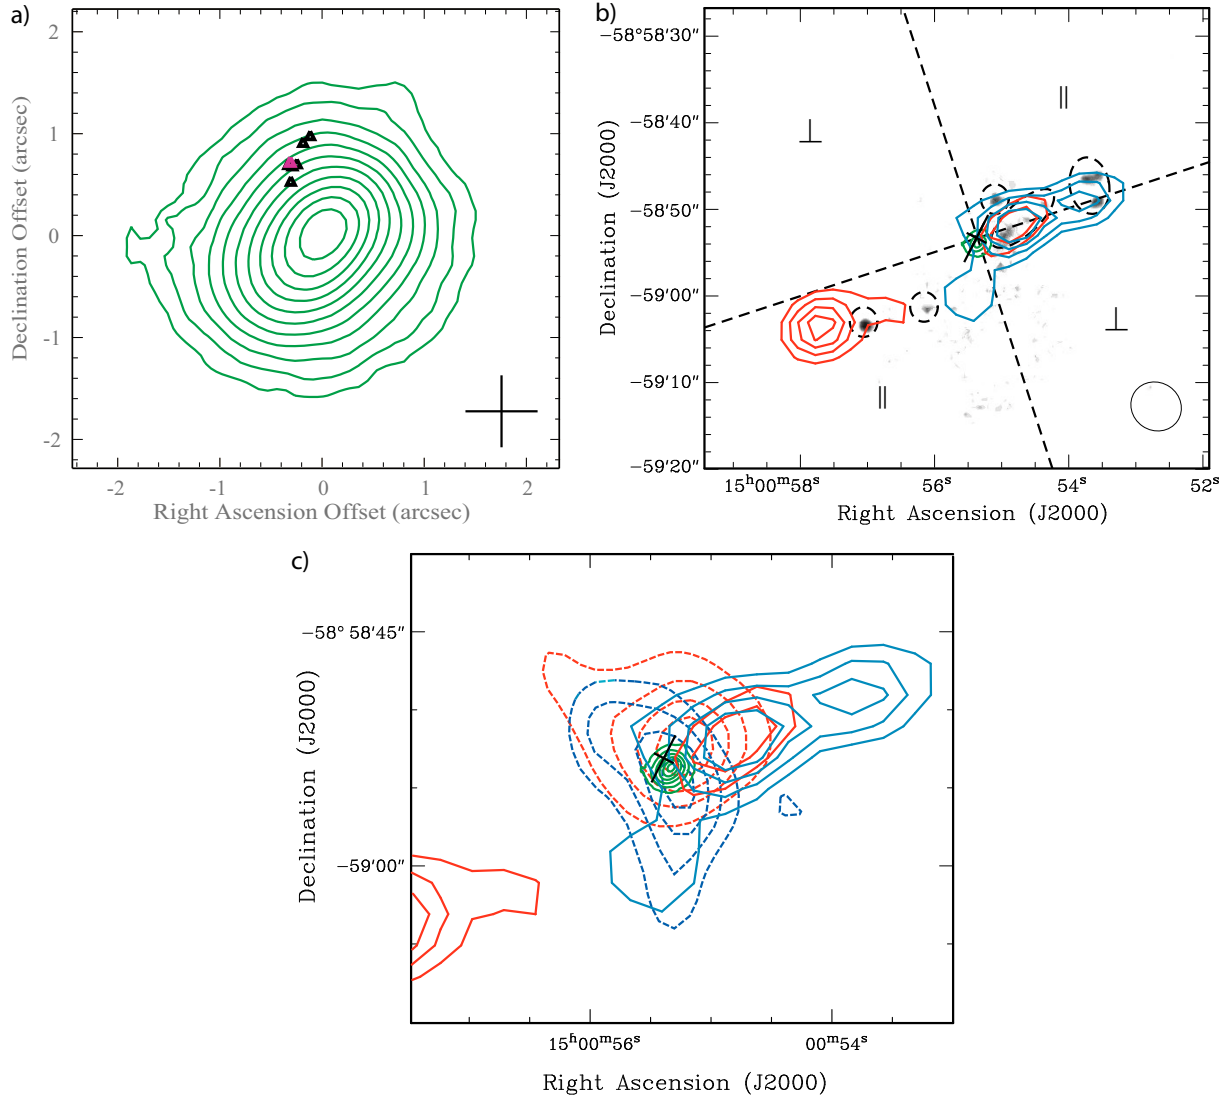 a)
2
1
0
-1
-2
Declination Offset (arcsec)
-2
-1
0
1
2
Right Ascension Offset (arcsec)
b)
−58°58′30″
−58′40″
−58′50″
−59′00″
−59′10″
−59′20″
Declination (J2000)
||
⊥
⊥
||
15ʰ00ᵐ58ˢ
56ˢ
54ˢ
52ˢ
Right Ascension (J2000)
c)
−58° 58′45″
−59′00″
Declination (J2000)
15ʰ00ᵐ56ˢ
00ᵐ54ˢ
Right Ascension (J2000)